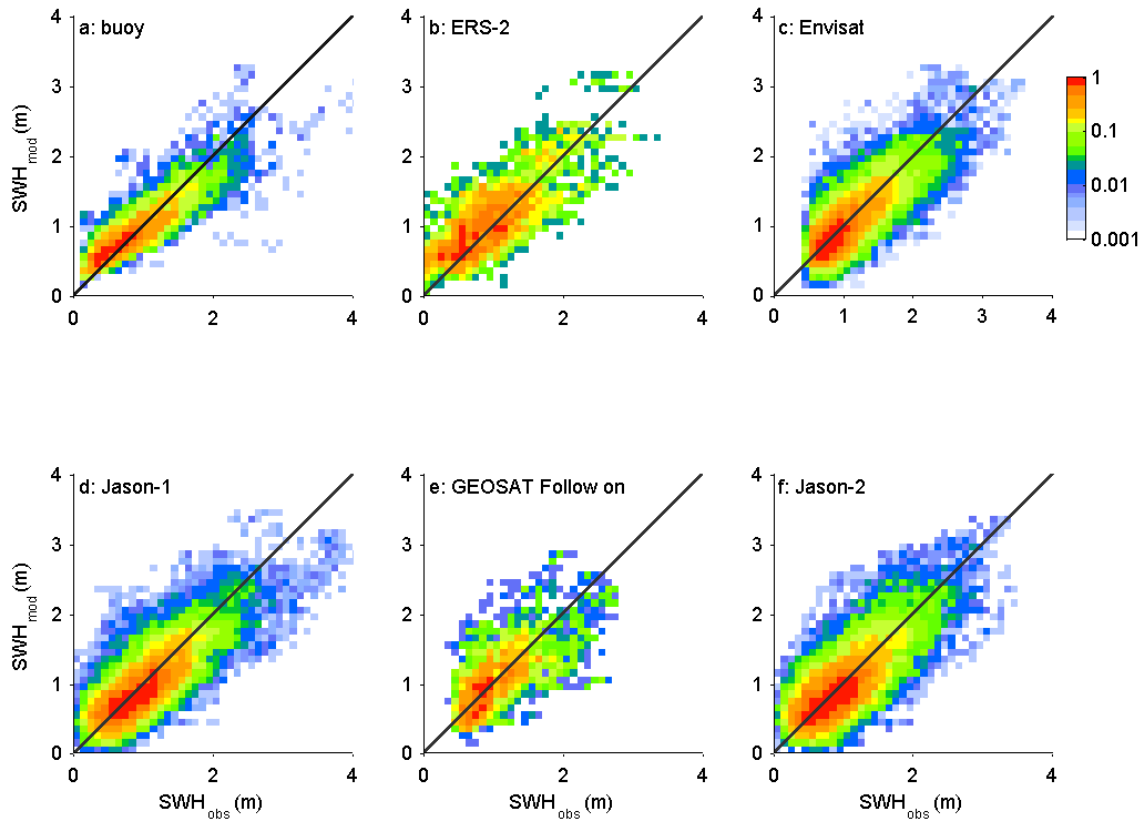 a: buoy
b: ERS-2
c: Envisat
4
3
2
1
0
SWHmod (m)
0 2 4
4
3
2
1
0
0 2 4
4
3
2
1
0
0 1 2 3 4
1
0.1
0.01
0.001
d: Jason-1
e: GEOSAT Follow on
f: Jason-2
4
3
2
1
0
SWHmod (m)
0 2 4
SWHobs (m)
4
3
2
1
0
0 2 4
SWHobs (m)
4
3
2
1
0
0 2 4
SWHobs (m)